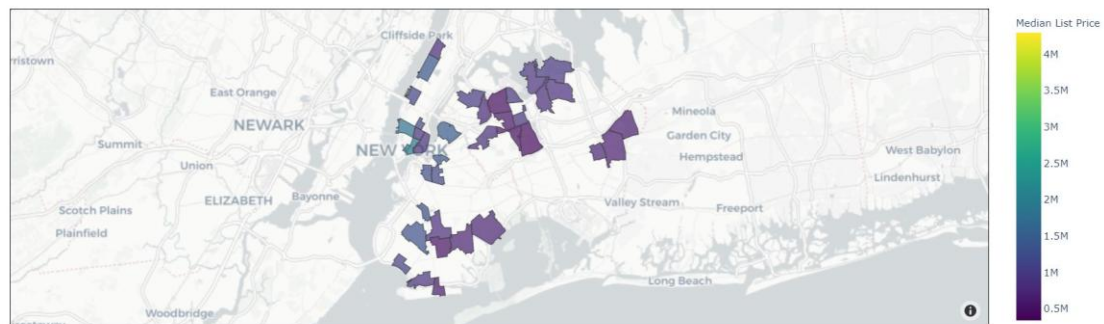 Median List Price
4M
3.5M
3M
2.5M
2M
1.5M
1M
0.5M
Cliffside Park
East Orange
NEWARK
Mineola
Garden City
NEW YORK
Summit
Hempstead
West Babylon
Union
Lindenhurst
ELIZABETH
Bayonne
Valley Stream
Freeport
Scotch Plains
Plainfield
Long Beach
Woodbridge